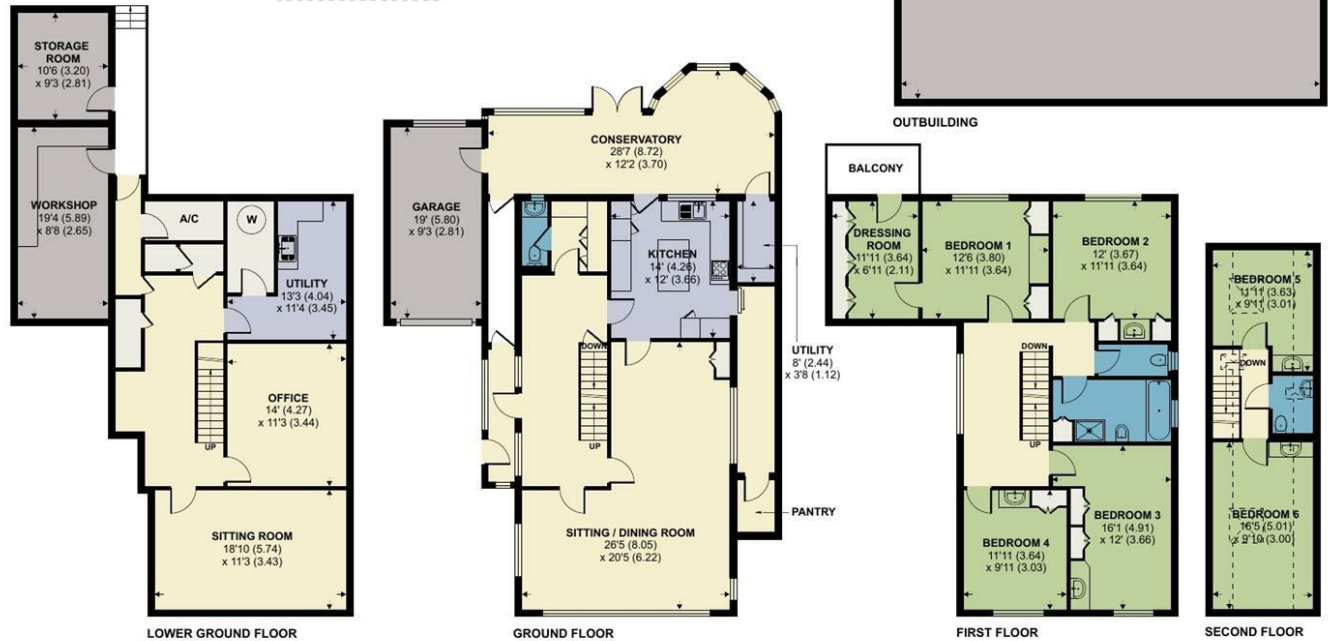 STORAGE
ROOM
10'6 (3.20)
x 9'3 (2.81)
WORKSHOP
19'4 (5.89)
x 8'8 (2.65)
A/C
W
UTILITY
13'3 (4.04)
x 11'4 (3.45)
OFFICE
14' (4.27)
x 11'3 (3.44)
UP
SITTING ROOM
18'10 (5.74)
x 11'3 (3.43)
LOWER GROUND FLOOR
CONSERVATORY
28'7 (8.72)
x 12'2 (3.70)
GARAGE
19' (5.80)
x 9'3 (2.81)
KITCHEN
14' (4.26)
x 12' (3.66)
DOWN
UP
UTILITY
8' (2.44)
x 3'8 (1.12)
PANTRY
SITTING / DINING ROOM
26'5 (8.05)
x 20'5 (6.22)
GROUND FLOOR
OUTBUILDING
BALCONY
DRESSING
ROOM
11'11 (3.64)
x 6'11 (2.11)
BEDROOM 1
12'6 (3.80)
x 11'11 (3.64)
BEDROOM 2
12' (3.67)
x 11'11 (3.64)
DOWN
UP
BEDROOM 3
16'1 (4.91)
x 12' (3.66)
BEDROOM 4
11'11 (3.64)
x 9'11 (3.03)
FIRST FLOOR
BEDROOM 5
11'11 (3.63)
x 9'11 (3.01)
DOWN
BEDROOM 6
16'5 (5.01)
x 9'10 (3.00)
SECOND FLOOR